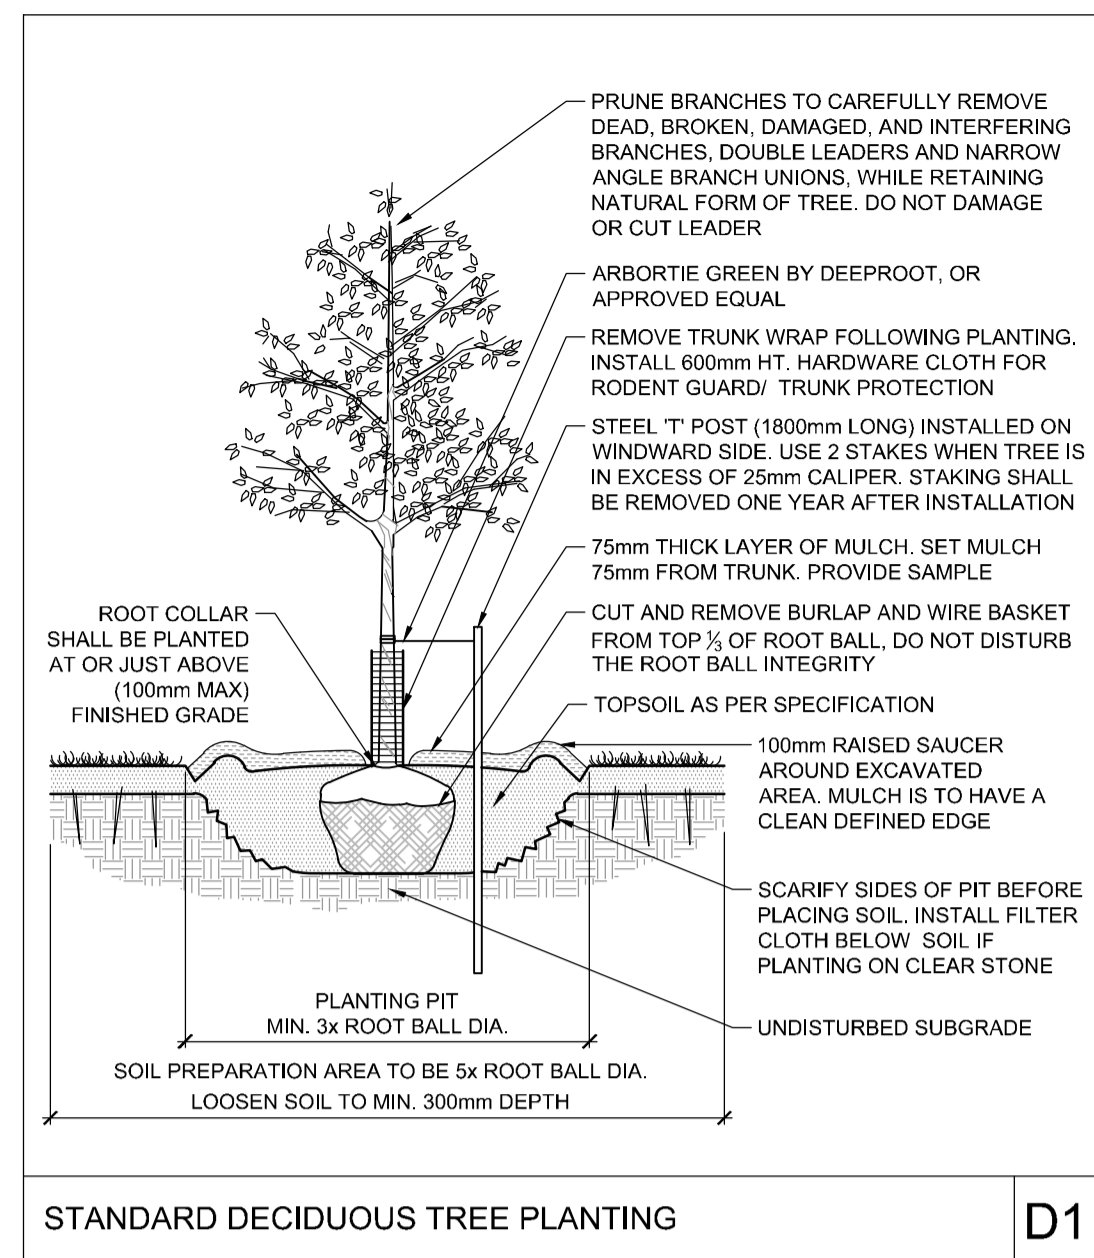 PRUNE BRANCHES TO CAREFULLY REMOVE
DEAD, BROKEN, DAMAGED, AND INTERFERING
BRANCHES, DOUBLE LEADERS AND NARROW
ANGLE BRANCH UNIONS, WHILE RETAINING
NATURAL FORM OF TREE. DO NOT DAMAGE
OR CUT LEADER
ARBORTIE GREEN BY DEEPROOT, OR
APPROVED EQUAL
REMOVE TRUNK WRAP FOLLOWING PLANTING.
INSTALL 600mm HT. HARDWARE CLOTH FOR
RODENT GUARD/ TRUNK PROTECTION
STEEL 'T' POST (1800mm LONG) INSTALLED ON
WINDWARD SIDE. USE 2 STAKES WHEN TREE IS
IN EXCESS OF 25mm CALIPER. STAKING SHALL
BE REMOVED ONE YEAR AFTER INSTALLATION
75mm THICK LAYER OF MULCH. SET MULCH
75mm FROM TRUNK. PROVIDE SAMPLE
CUT AND REMOVE BURLAP AND WIRE BASKET
FROM TOP ⅓ OF ROOT BALL, DO NOT DISTURB
THE ROOT BALL INTEGRITY
TOPSOIL AS PER SPECIFICATION
ROOT COLLAR
SHALL BE PLANTED
AT OR JUST ABOVE
(100mm MAX)
FINISHED GRADE
100mm RAISED SAUCER
AROUND EXCAVATED
AREA. MULCH IS TO HAVE A
CLEAN DEFINED EDGE
SCARIFY SIDES OF PIT BEFORE
PLACING SOIL. INSTALL FILTER
CLOTH BELOW SOIL IF
PLANTING ON CLEAR STONE
UNDISTURBED SUBGRADE
PLANTING PIT
MIN. 3x ROOT BALL DIA.
SOIL PREPARATION AREA TO BE 5x ROOT BALL DIA.
LOOSEN SOIL TO MIN. 300mm DEPTH
STANDARD DECIDUOUS TREE PLANTING
D1